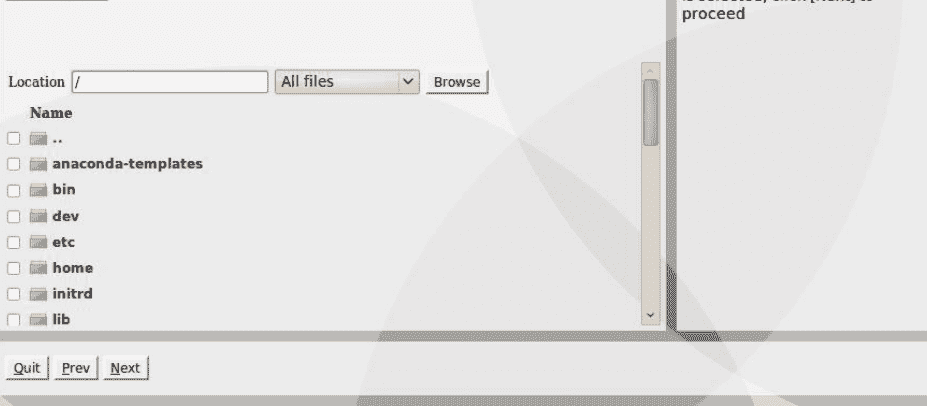 proceed
Location / All files Browse
Name
..
anaconda-templates
bin
dev
etc
home
initrd
lib
Quit Prev Next